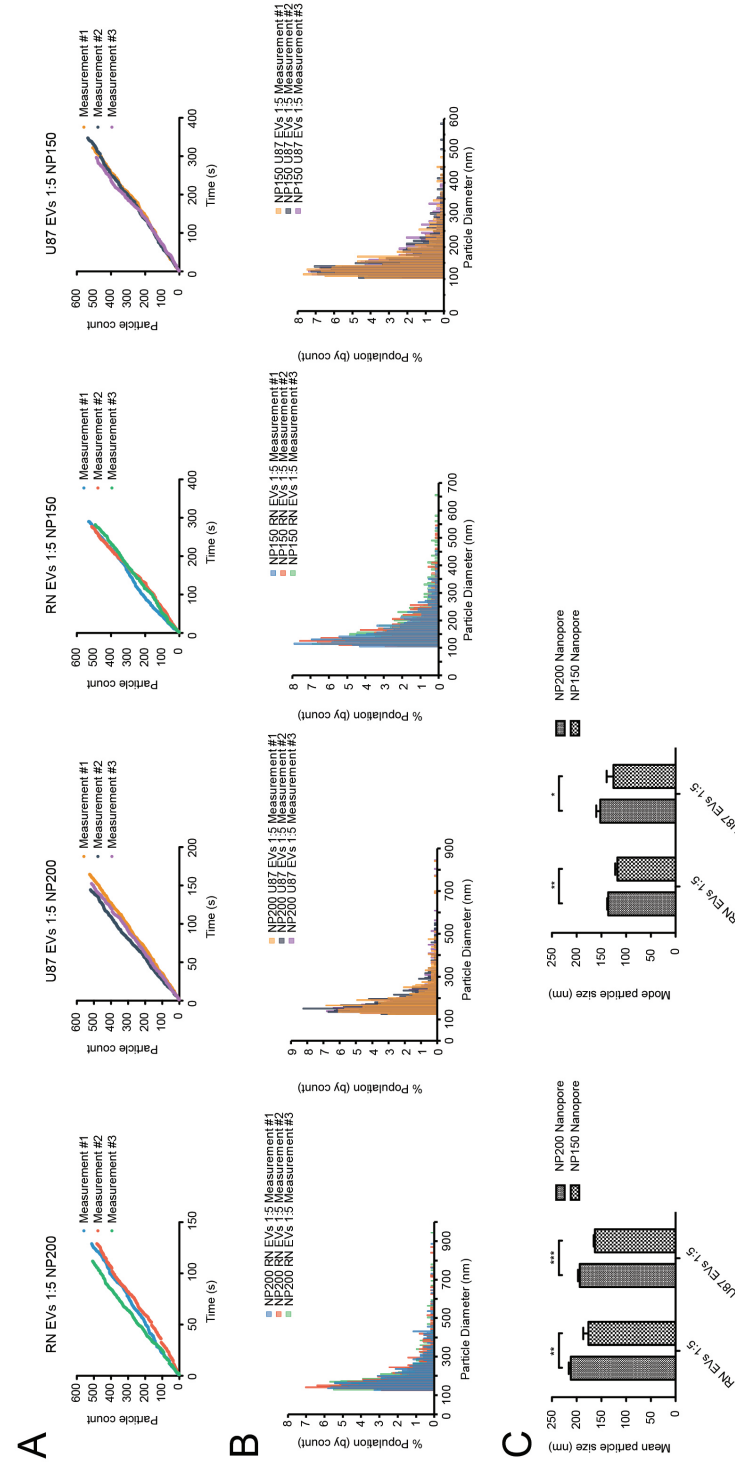 A
RN EVs 1:5 NP200
Particle count
600
500
400
300
200
100
0
0
50
100
150
Time (s)
Measurement #1
Measurement #2
Measurement #3
U87 EVs 1:5 NP200
Particle count
600
500
400
300
200
100
0
0
50
100
150
200
Time (s)
Measurement #1
Measurement #2
Measurement #3
RN EVs 1:5 NP150
Particle count
600
500
400
300
200
100
0
0
100
200
300
400
Time (s)
Measurement #1
Measurement #2
Measurement #3
U87 EVs 1:5 NP150
Particle count
600
500
400
300
200
100
0
0
100
200
300
400
Time (s)
Measurement #1
Measurement #2
Measurement #3
B
% Population (by count)
8
7
6
5
4
3
2
1
0
0
100
300
500
700
900
Particle Diameter (nm)
NP200 RN EVs 1:5 Measurement #1
NP200 RN EVs 1:5 Measurement #2
NP200 RN EVs 1:5 Measurement #3
% Population (by count)
9
8
7
6
5
4
3
2
1
0
0
100
300
500
700
900
Particle Diameter (nm)
NP200 U87 EVs 1:5 Measurement #1
NP200 U87 EVs 1:5 Measurement #2
NP200 U87 EVs 1:5 Measurement #3
% Population (by count)
8
7
6
5
4
3
2
1
0
0
100
200
300
400
500
600
700
Particle Diameter (nm)
NP150 RN EVs 1:5 Measurement #1
NP150 RN EVs 1:5 Measurement #2
NP150 RN EVs 1:5 Measurement #3
% Population (by count)
8
7
6
5
4
3
2
1
0
0
100
200
300
400
500
600
Particle Diameter (nm)
NP150 U87 EVs 1:5 Measurement #1
NP150 U87 EVs 1:5 Measurement #2
NP150 U87 EVs 1:5 Measurement #3
C
Mean particle size (nm)
250
200
150
100
50
0
**
***
RN EVs 1:5
U87 EVs 1:5
NP200 Nanopore
NP150 Nanopore
Mode particle size (nm)
250
200
150
100
50
0
**
*
RN EVs 1:5
U87 EVs 1:5
NP200 Nanopore
NP150 Nanopore